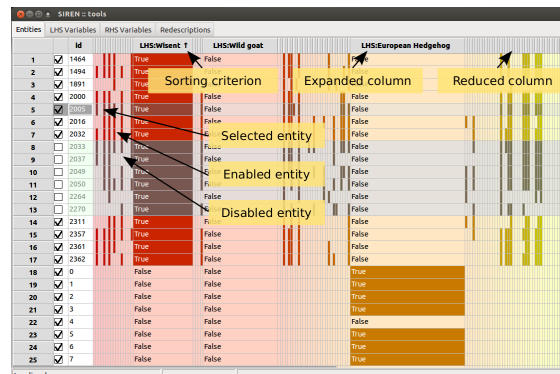 SIREN :: tools
Entities LHS Variables RHS Variables Redescriptions
id LHS:Wisent ↑ LHS:Wild goat LHS:European Hedgehog
1 1464 True False False
2 1494 True False
3 1891 True
Sorting criterion Expanded column Reduced column
4 2000 True False False
5 2005 True False False
6 2016 True False False
7 2032 True False
Selected entity
8 2033 True False False
9 2037 True False False
10 2049 True False
Enabled entity
11 2050 True False False
12 2264 True False False
13 2270 True False
Disabled entity
14 2311 True False False
15 2357 True False False
16 2361 True False False
17 2362 True False False
18 0 False False True
19 1 False False True
20 2 False False True
21 3 False False True
22 4 False False False
23 5 False False True
24 6 False False True
25 7 False False True